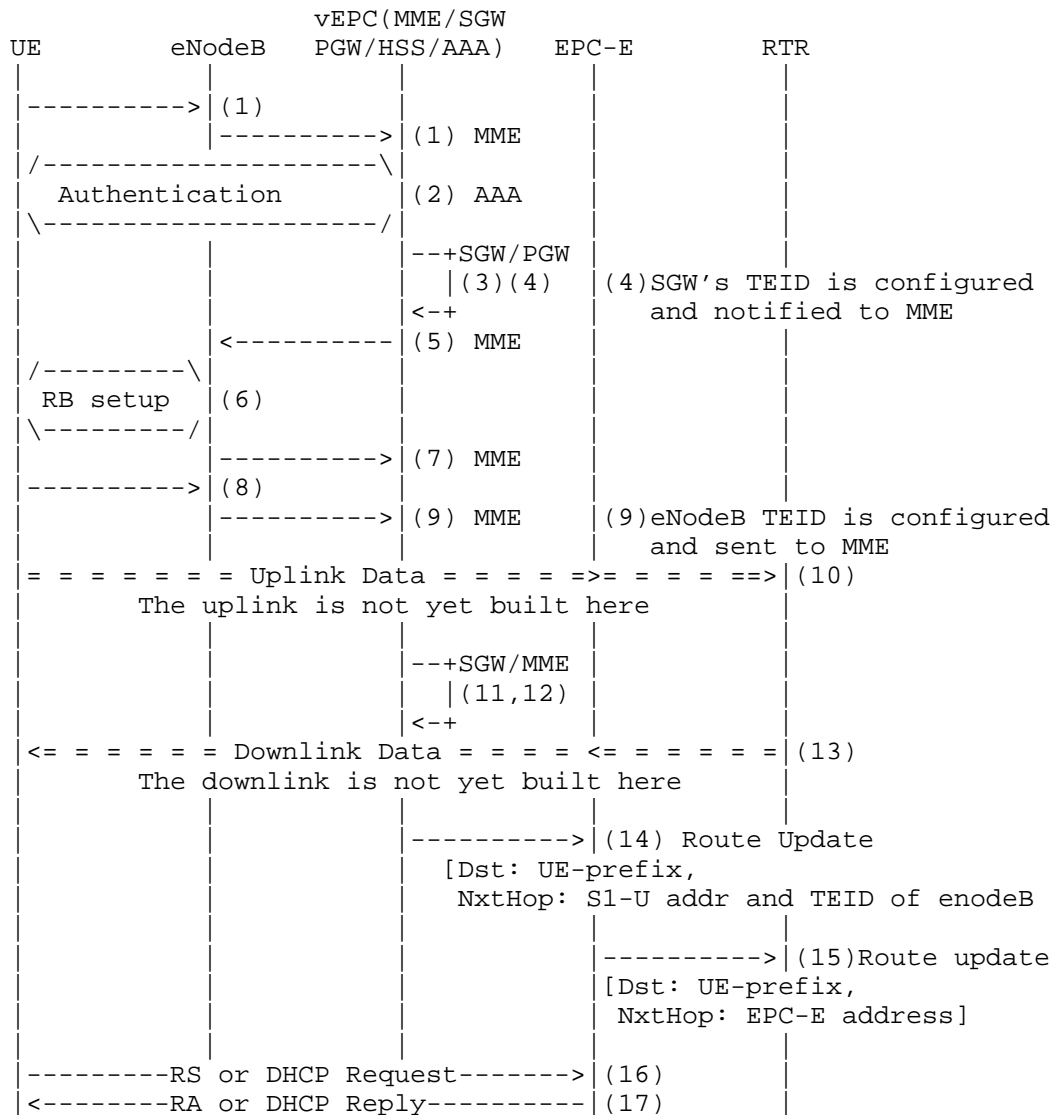 vEPC(MME/SGW
UE eNodeB PGW/HSS/AAA) EPC-E RTR
(1)
(1) MME
Authentication (2) AAA
SGW/PGW
(3)(4) (4)SGW's TEID is configured
and notified to MME
(5) MME
RB setup (6)
(7) MME
(8)
(9) MME (9)eNodeB TEID is configured
and sent to MME
Uplink Data (10)
The uplink is not yet built here
SGW/MME
(11,12)
Downlink Data (13)
The downlink is not yet built here
(14) Route Update
[Dst: UE-prefix,
NxtHop: S1-U addr and TEID of enodeB
(15)Route update
[Dst: UE-prefix,
NxtHop: EPC-E address]
RS or DHCP Request (16)
RA or DHCP Reply (17)